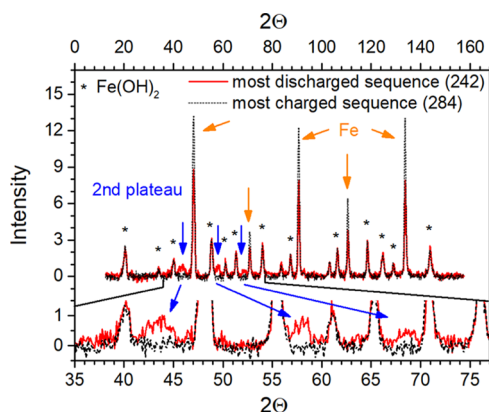 2Θ
0 20 40 60 80 100 120 140 160
* Fe(OH)2
most discharged sequence (242)
most charged sequence (284)
Fe
2nd plateau
Intensity
15
12
9
6
3
0
1
0
* * * * * * * * * * * *
35 40 45 50 55 60 65 70 75
2Θ